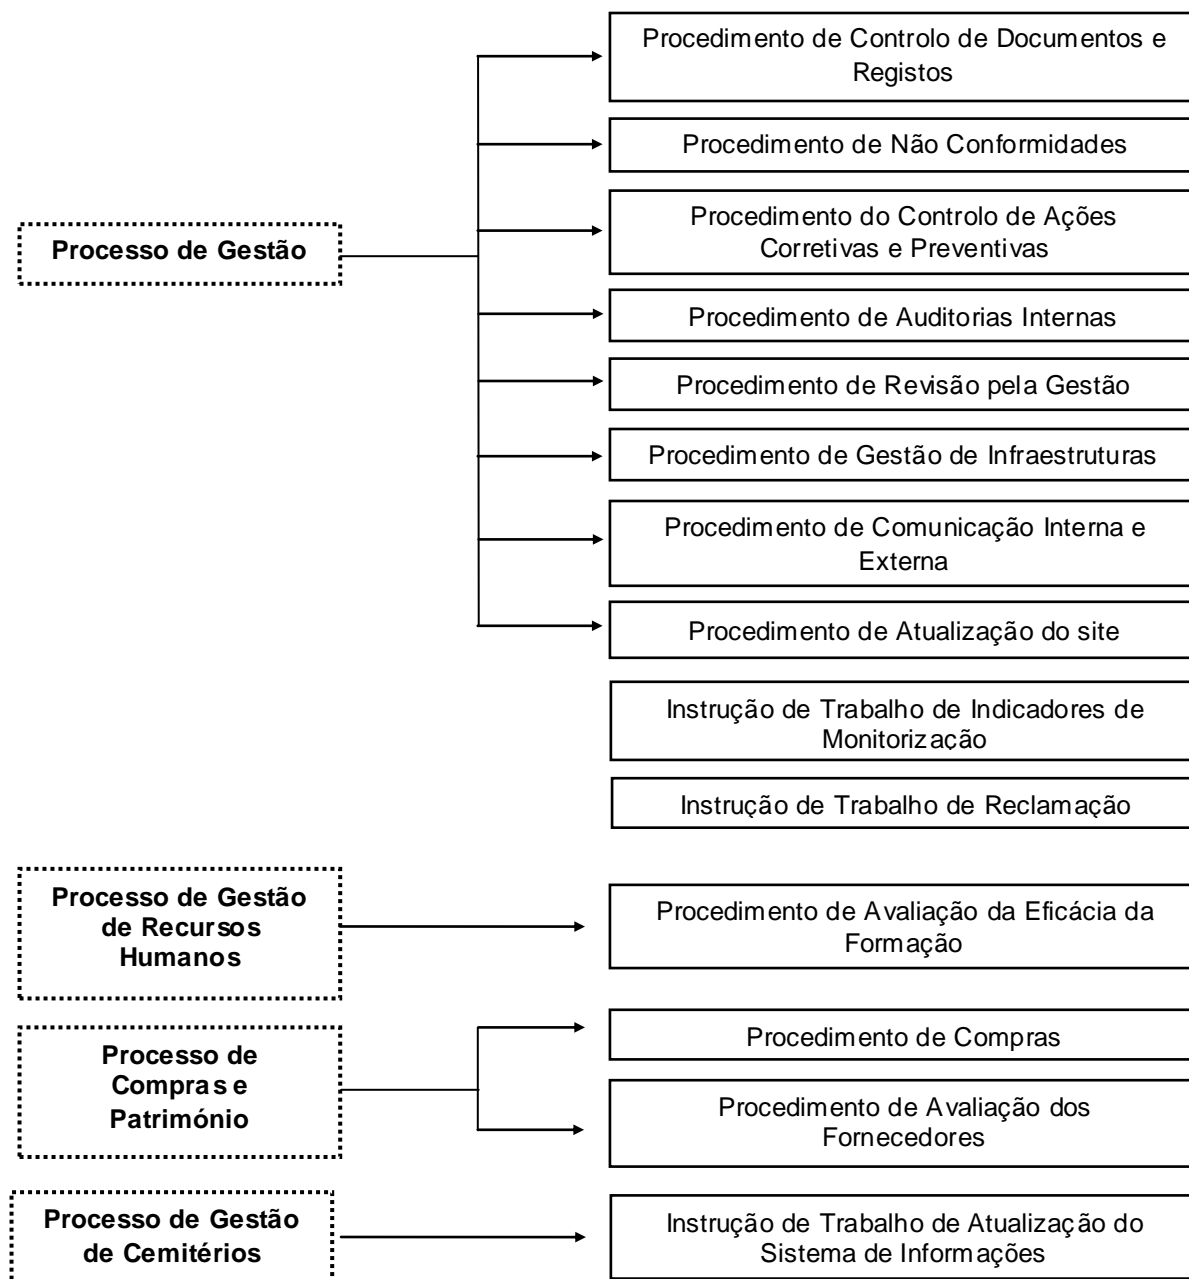 Procedimento de Controlo de Documentos e
Registos
Procedimento de Não Conformidades
Procedimento do Controlo de Ações
Corretivas e Preventivas
Processo de Gestão
Procedimento de Auditorias Internas
Procedimento de Revisão pela Gestão
Procedimento de Gestão de Infraestruturas
Procedimento de Comunicação Interna e
Externa
Procedimento de Atualização do site
Instrução de Trabalho de Indicadores de
Monitorização
Instrução de Trabalho de Reclamação
Processo de Gestão
de Recursos
Humanos
Procedimento de Avaliação da Eficácia da
Formação
Processo de
Compras e
Património
Procedimento de Compras
Procedimento de Avaliação dos
Fornecedores
Processo de Gestão
de Cemitérios
Instrução de Trabalho de Atualização do
Sistema de Informações